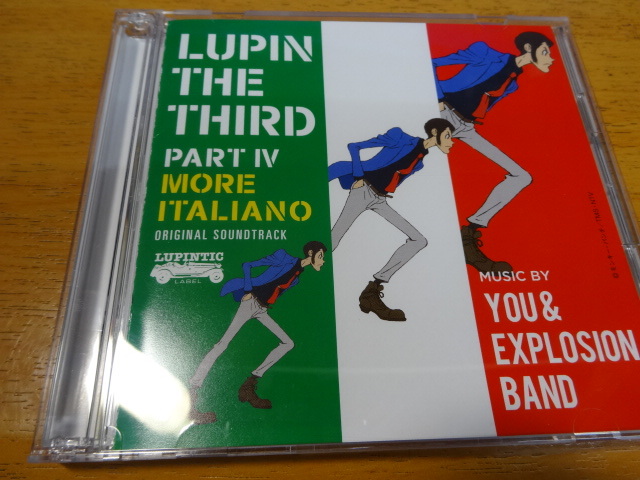 LUPIN
THE
THIRD
PART IV
MORE
ITALIANO
ORIGINAL SOUNDTRACK
LUPINTIC
LABEL
MUSIC BY
YOU &
EXPLOSION
BAND